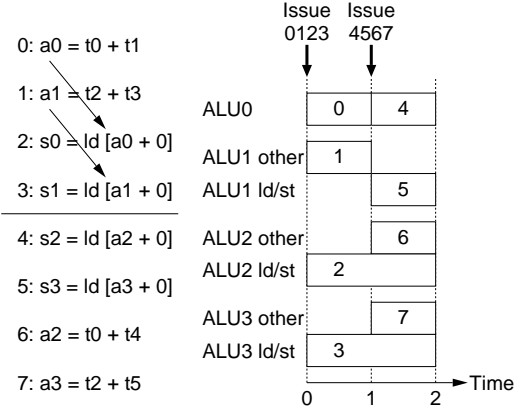 0: a0 = t0 + t1
1: a1 = t2 + t3
2: s0 = ld [a0 + 0]
3: s1 = ld [a1 + 0]
4: s2 = ld [a2 + 0]
5: s3 = ld [a3 + 0]
6: a2 = t0 + t4
7: a3 = t2 + t5
Issue Issue
0123 4567
ALU0 0 4
ALU1 other 1
ALU1 ld/st 5
ALU2 other 6
ALU2 ld/st 2
ALU3 other 7
ALU3 ld/st 3
Time
0 1 2